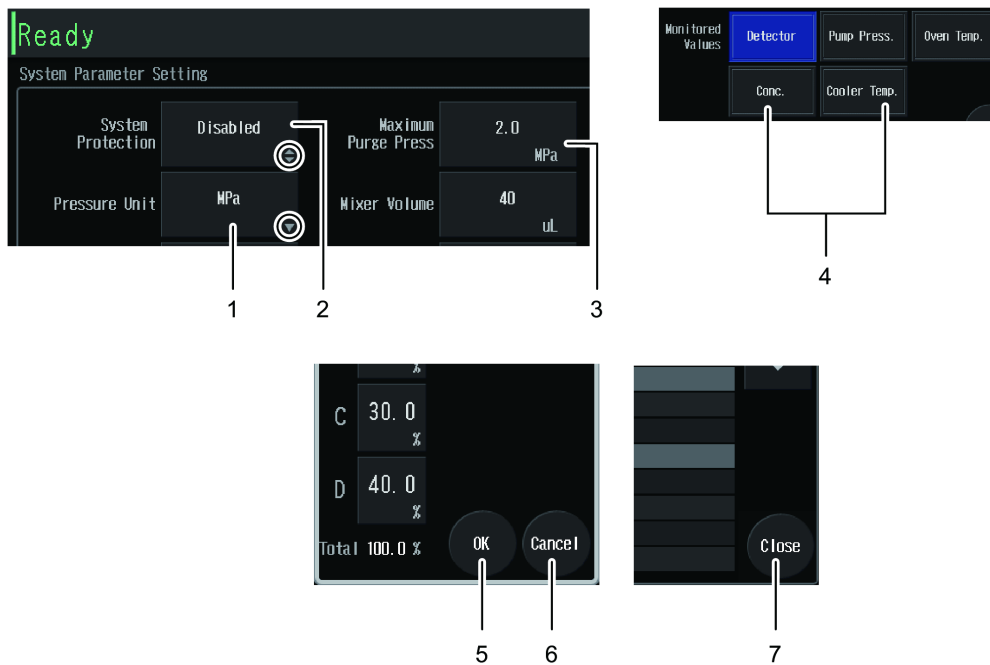 Ready
System Parameter Setting
System
Protection
Disabled
Maximum
Purge Press
2.0
MPa
Pressure Unit
MPa
Mixer Volume
40
uL
1
2
3
Monitored
Values
Detector
Pump Press.
Oven Temp.
Conc.
Cooler Temp.
4
%
C
30.0
%
D
40.0
%
Total 100.0 %
OK
Cancel
Close
5
6
7